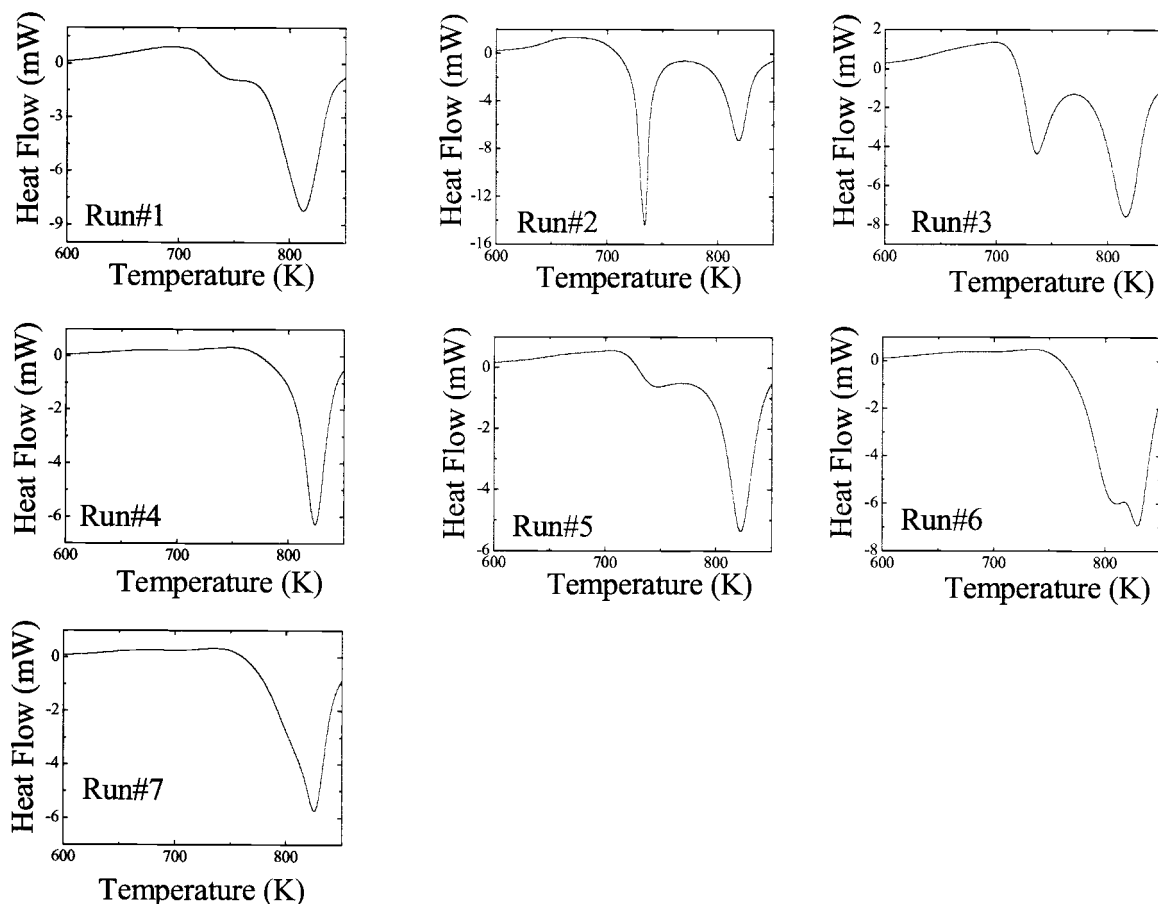 Heat Flow (mW)
0
-3
-6
-9
Run#1
600
700
800
Temperature (K)
Heat Flow (mW)
0
-4
-8
-12
-16
Run#2
600
700
800
Temperature (K)
Heat Flow (mW)
2
0
-2
-4
-6
-8
Run#3
600
700
800
Temperature (K)
Heat Flow (mW)
0
-2
-4
-6
Run#4
600
700
800
Temperature (K)
Heat Flow (mW)
0
-2
-4
-6
Run#5
600
700
800
Temperature (K)
Heat Flow (mW)
0
-2
-4
-6
-8
Run#6
600
700
800
Temperature (K)
Heat Flow (mW)
0
-2
-4
-6
Run#7
600
700
800
Temperature (K)